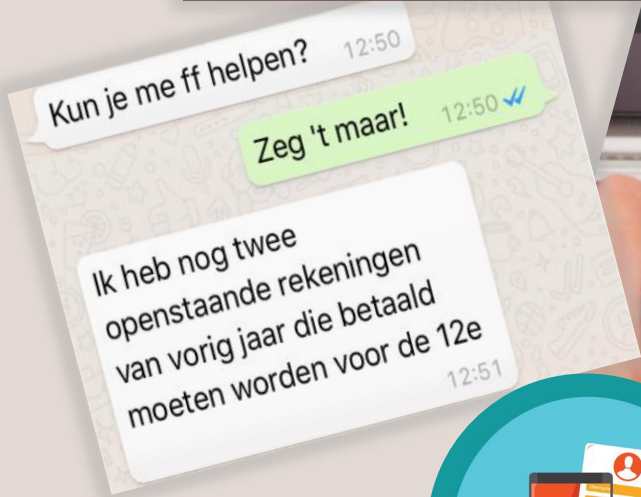 Kun je me ff helpen? 12:50
Zeg 't maar! 12:50
Ik heb nog twee
openstaande rekeningen
van vorig jaar die betaald
moeten worden voor de 12e
12:51